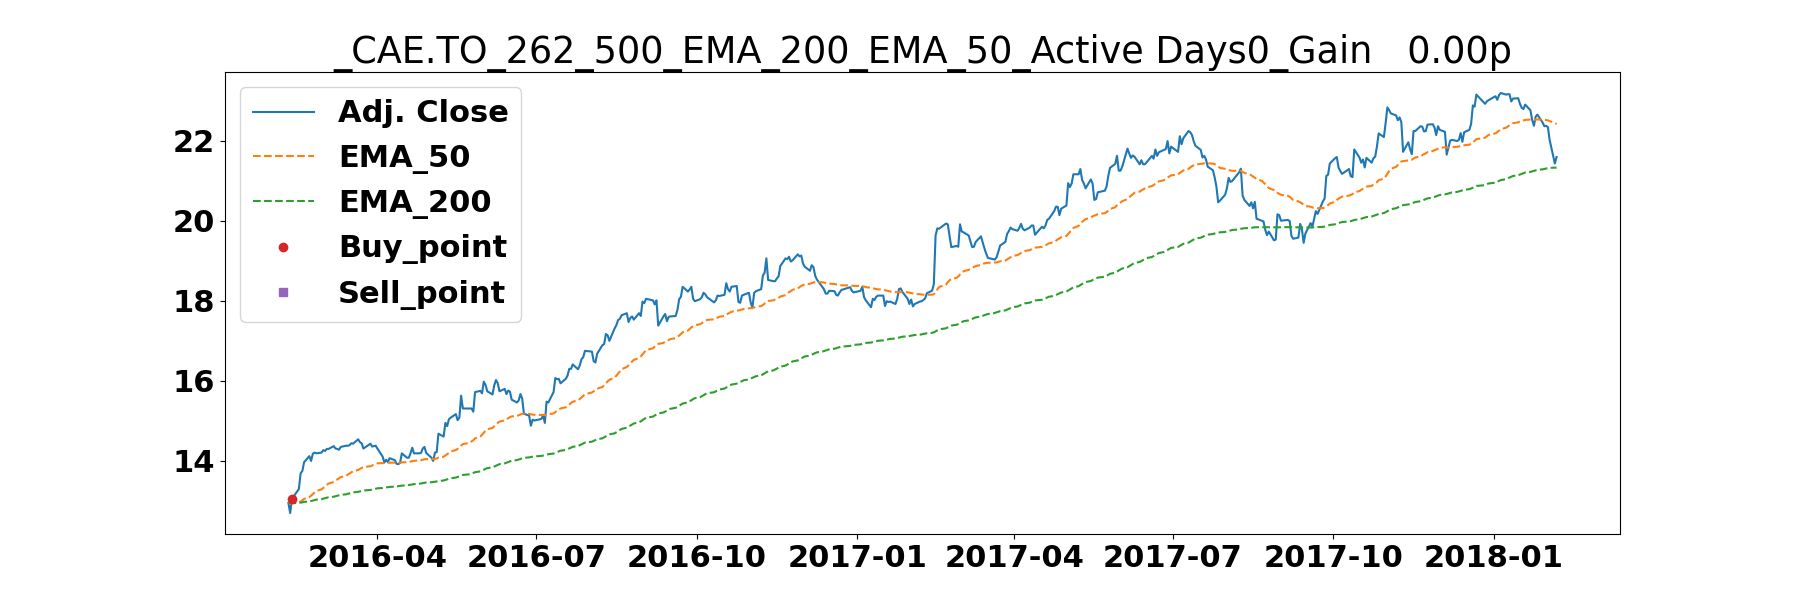 _CAE.TO_262_500_EMA_200_EMA_50_Active Days0_Gain   0.00p
Adj. Close
EMA_50
EMA_200
Buy_point
Sell_point
22
20
18
16
14
2016-04 2016-07 2016-10 2017-01 2017-04 2017-07 2017-10 2018-01